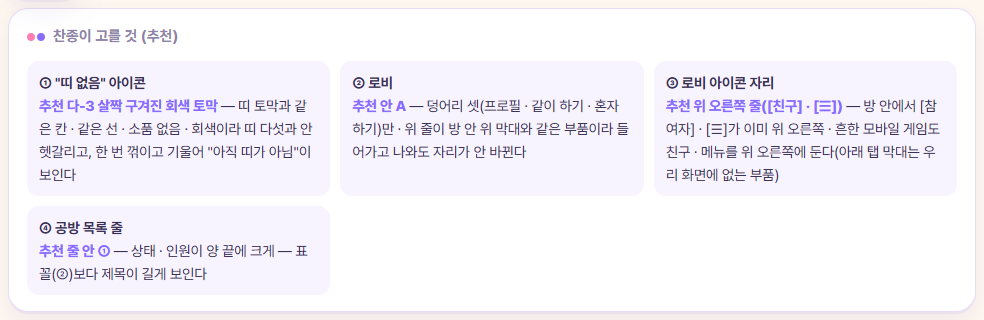 찬종이 고를 것 (추천)
① "띠 없음" 아이콘
추천 다-3 살짝 구겨진 회색 토막 — 띠 토막과 같
은 칸 · 같은 선 · 소품 없음 · 회색이라 띠 다섯과 안
헷갈리고, 한 번 꺾이고 기울어 "아직 띠가 아님"이
보인다
② 로비
추천 안 A — 덩어리 셋(프로필 · 같이 하기 · 혼자
하기)만 · 위 줄이 방 안 위 막대와 같은 부품이라 들
어가고 나와도 자리가 안 바뀐다
③ 로비 아이콘 자리
추천 위 오른쪽 줄([친구] · [☰]) — 방 안에서 [참
여자] · [☰]가 이미 위 오른쪽 · 흔한 모바일 게임도
친구 · 메뉴를 위 오른쪽에 둔다(아래 탭 막대는 우
리 화면에 없는 부품)
④ 공방 목록 줄
추천 줄 안 ① — 상태 · 인원이 양 끝에 크게 — 표
꼴(②)보다 제목이 길게 보인다